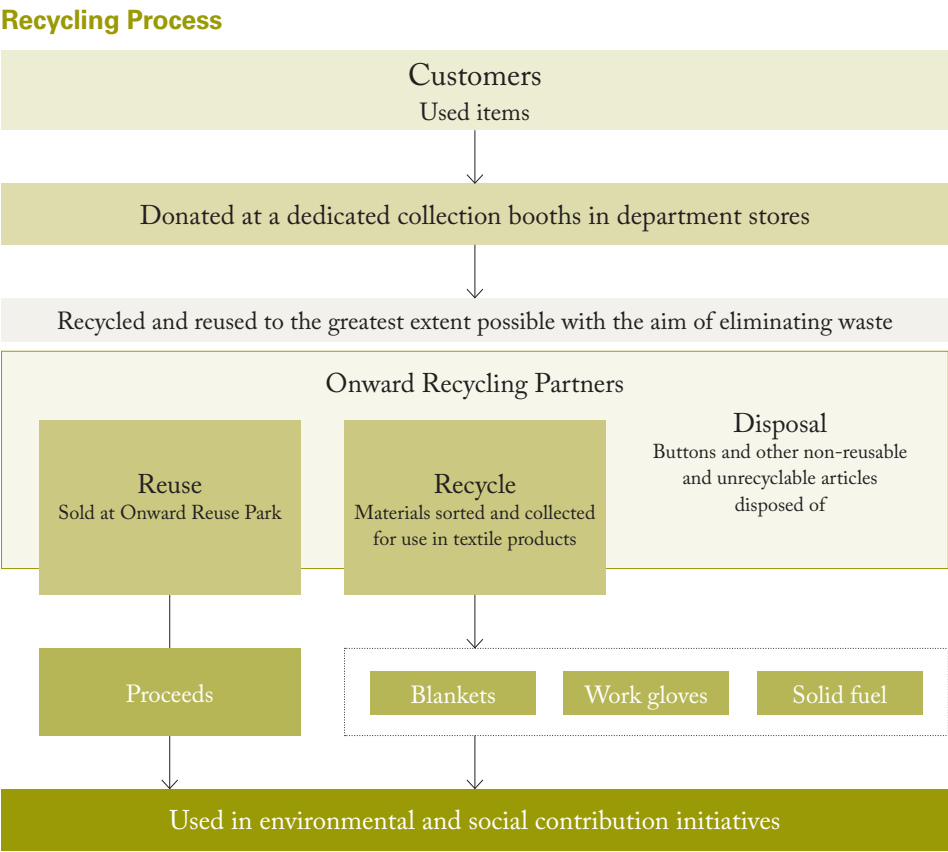 Recycling Process
Customers
Used items
Donated at a dedicated collection booths in department stores
Recycled and reused to the greatest extent possible with the aim of eliminating waste
Onward Recycling Partners
Reuse
Sold at Onward Reuse Park
Recycle
Materials sorted and collected
for use in textile products
Disposal
Buttons and other non-reusable
and unrecyclable articles
disposed of
Proceeds
Blankets
Work gloves
Solid fuel
Used in environmental and social contribution initiatives